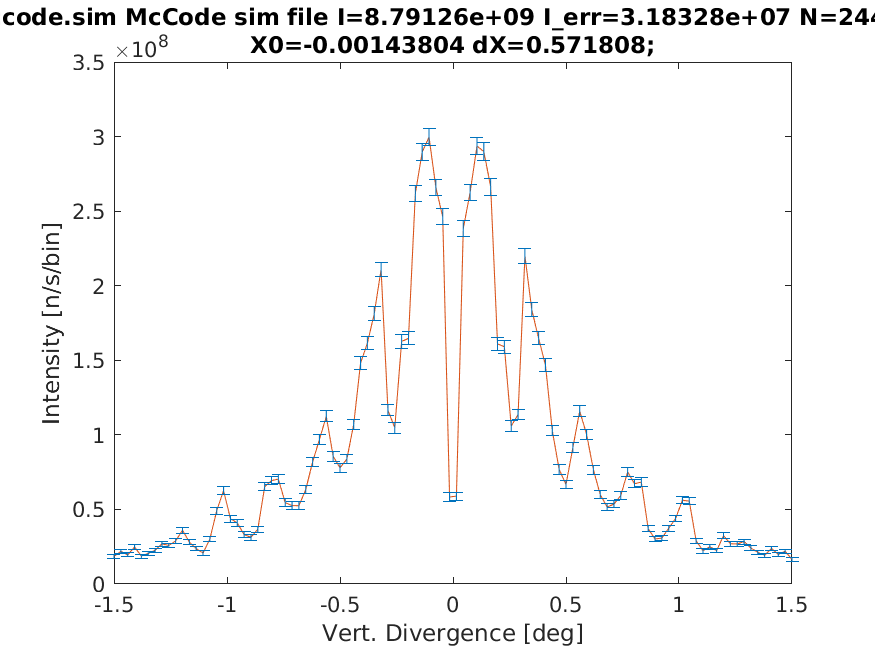 code.sim McCode sim file I=8.79126e+09 I_err=3.18328e+07 N=244
X0=-0.00143804 dX=0.571808;
×10^8
3.5
3
2.5
2
1.5
1
0.5
0
Intensity [n/s/bin]
-1.5 -1 -0.5 0 0.5 1 1.5
Vert. Divergence [deg]